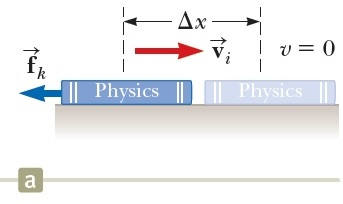 Δx
f⃗k v⃗i v = 0
Physics Physics
a